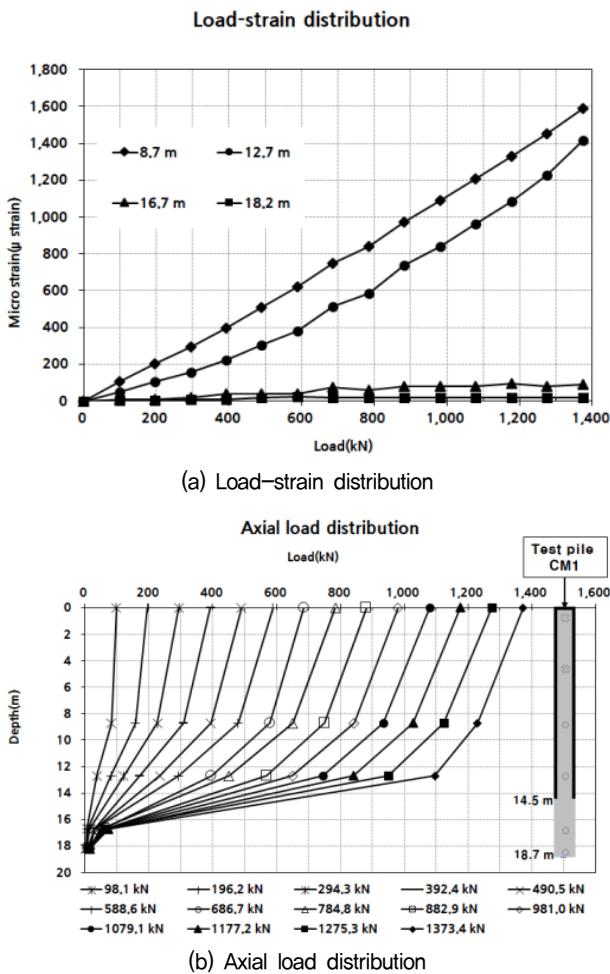 Load-strain distribution
1,800
1,600
1,400
1,200
1,000
800
600
400
200
0
Micro strain(μ strain)
8.7 m 12.7 m
16.7 m 18.2 m
0 200 400 600 800 1,000 1,200 1,400
Load(kN)
(a) Load-strain distribution
Axial load distribution
Load(kN)
Test pile
CM1
0 200 400 600 800 1,000 1,200 1,400 1,600
0
2
4
6
8
10
12
14
16
18
20
Depth(m)
14.5 m
18.7 m
98.1 kN 196.2 kN 294.3 kN 392.4 kN 490.5 kN
588.6 kN 686.7 kN 784.8 kN 882.9 kN 981.0 kN
1079.1 kN 1177.2 kN 1275.3 kN 1373.4 kN
(b) Axial load distribution